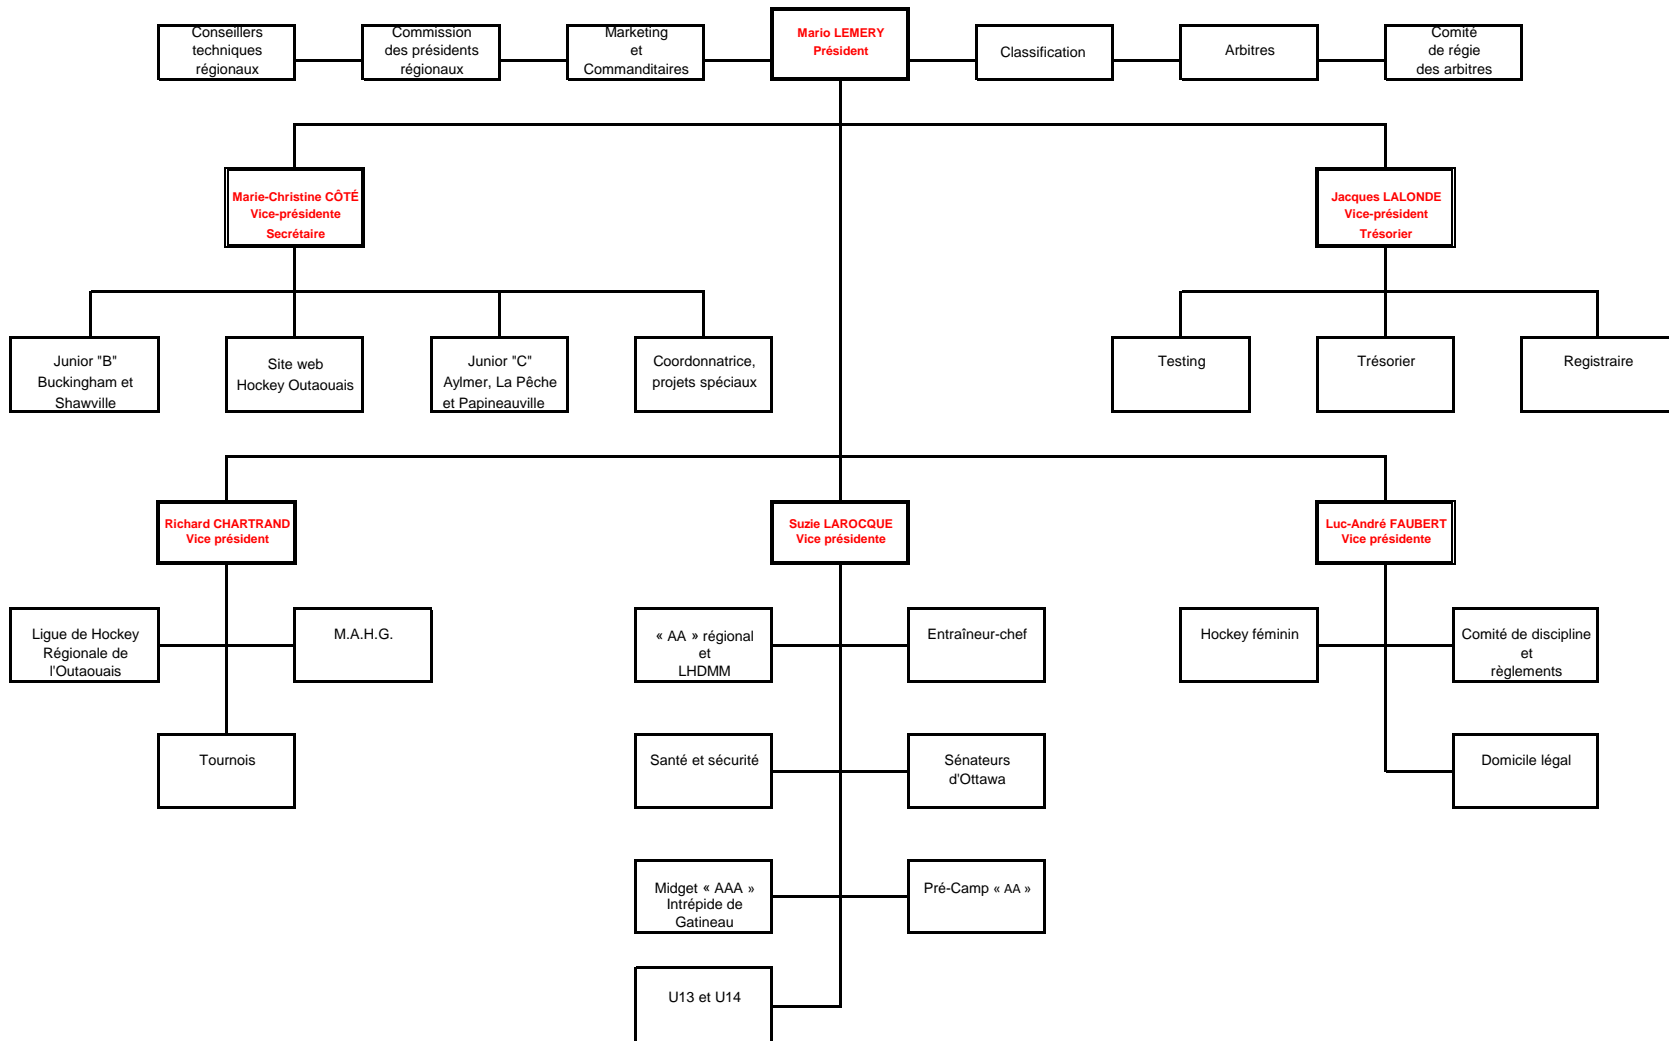 Conseillers
techniques
régionaux
Commission
des présidents
régionaux
Marketing
et
Commanditaires
Mario LEMERY
Président
Classification
Arbitres
Comité
de régie
des arbitres
Marie-Christine CÔTÉ
Vice-présidente
Secrétaire
Jacques LALONDE
Vice-président
Trésorier
Junior "B"
Buckingham et
Shawville
Site web
Hockey Outaouais
Junior "C"
Aylmer, La Pêche
et Papineauville
Coordonnatrice,
projets spéciaux
Testing
Trésorier
Registraire
Richard CHARTRAND
Vice président
Suzie LAROCQUE
Vice présidente
Luc-André FAUBERT
Vice présidente
Ligue de Hockey
Régionale de
l'Outaouais
M.A.H.G.
« AA » régional
et
LHDMM
Entraîneur-chef
Hockey féminin
Comité de discipline
et
règlements
Tournois
Santé et sécurité
Sénateurs
d'Ottawa
Domicile légal
Midget « AAA »
Intrépide de
Gatineau
Pré-Camp « AA »
U13 et U14